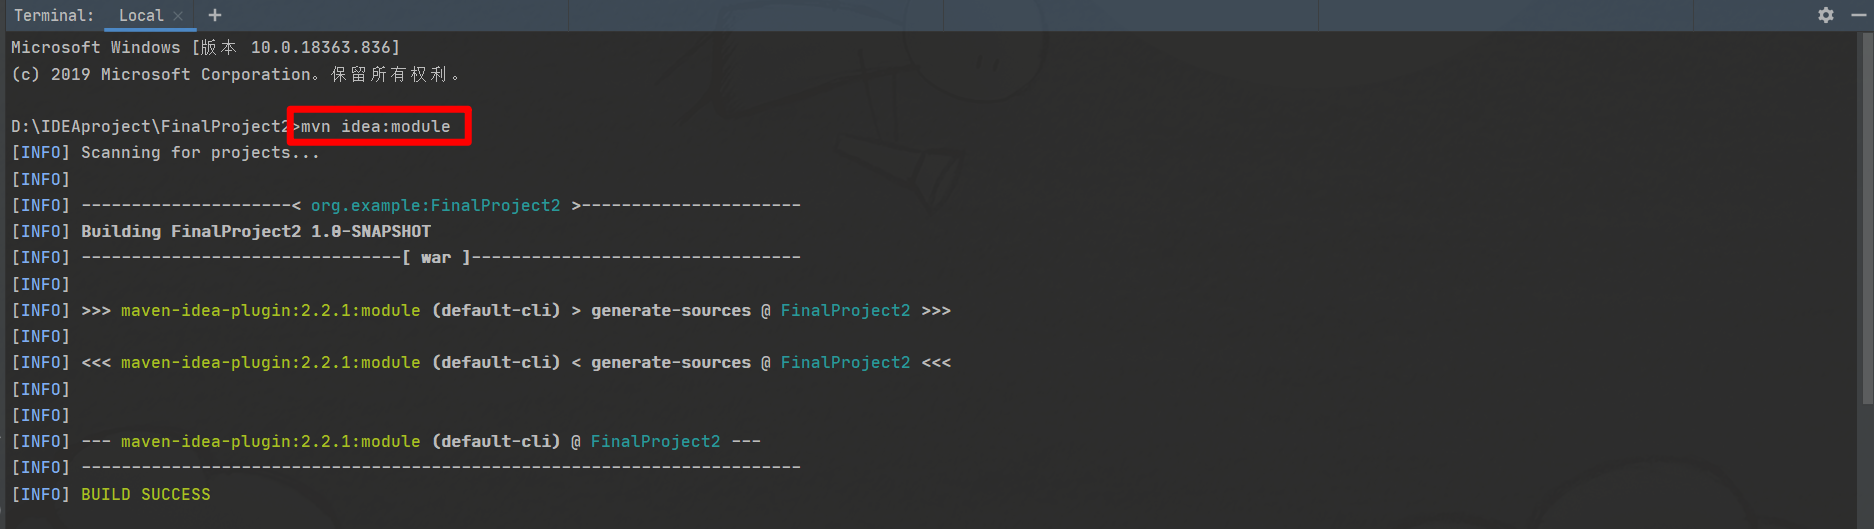 Terminal: Local × +
Microsoft Windows [版本 10.0.18363.836]
(c) 2019 Microsoft Corporation。保留所有权利。
D:\IDEAproject\FinalProject2>mvn idea:module
[INFO] Scanning for projects...
[INFO]
[INFO] ---------------------< org.example:FinalProject2 >----------------------
[INFO] Building FinalProject2 1.0-SNAPSHOT
[INFO] --------------------------------[ war ]---------------------------------
[INFO]
[INFO] >>> maven-idea-plugin:2.2.1:module (default-cli) > generate-sources @ FinalProject2 >>>
[INFO]
[INFO] <<< maven-idea-plugin:2.2.1:module (default-cli) < generate-sources @ FinalProject2 <<<
[INFO]
[INFO]
[INFO] --- maven-idea-plugin:2.2.1:module (default-cli) @ FinalProject2 ---
[INFO] ------------------------------------------------------------------------
[INFO] BUILD SUCCESS